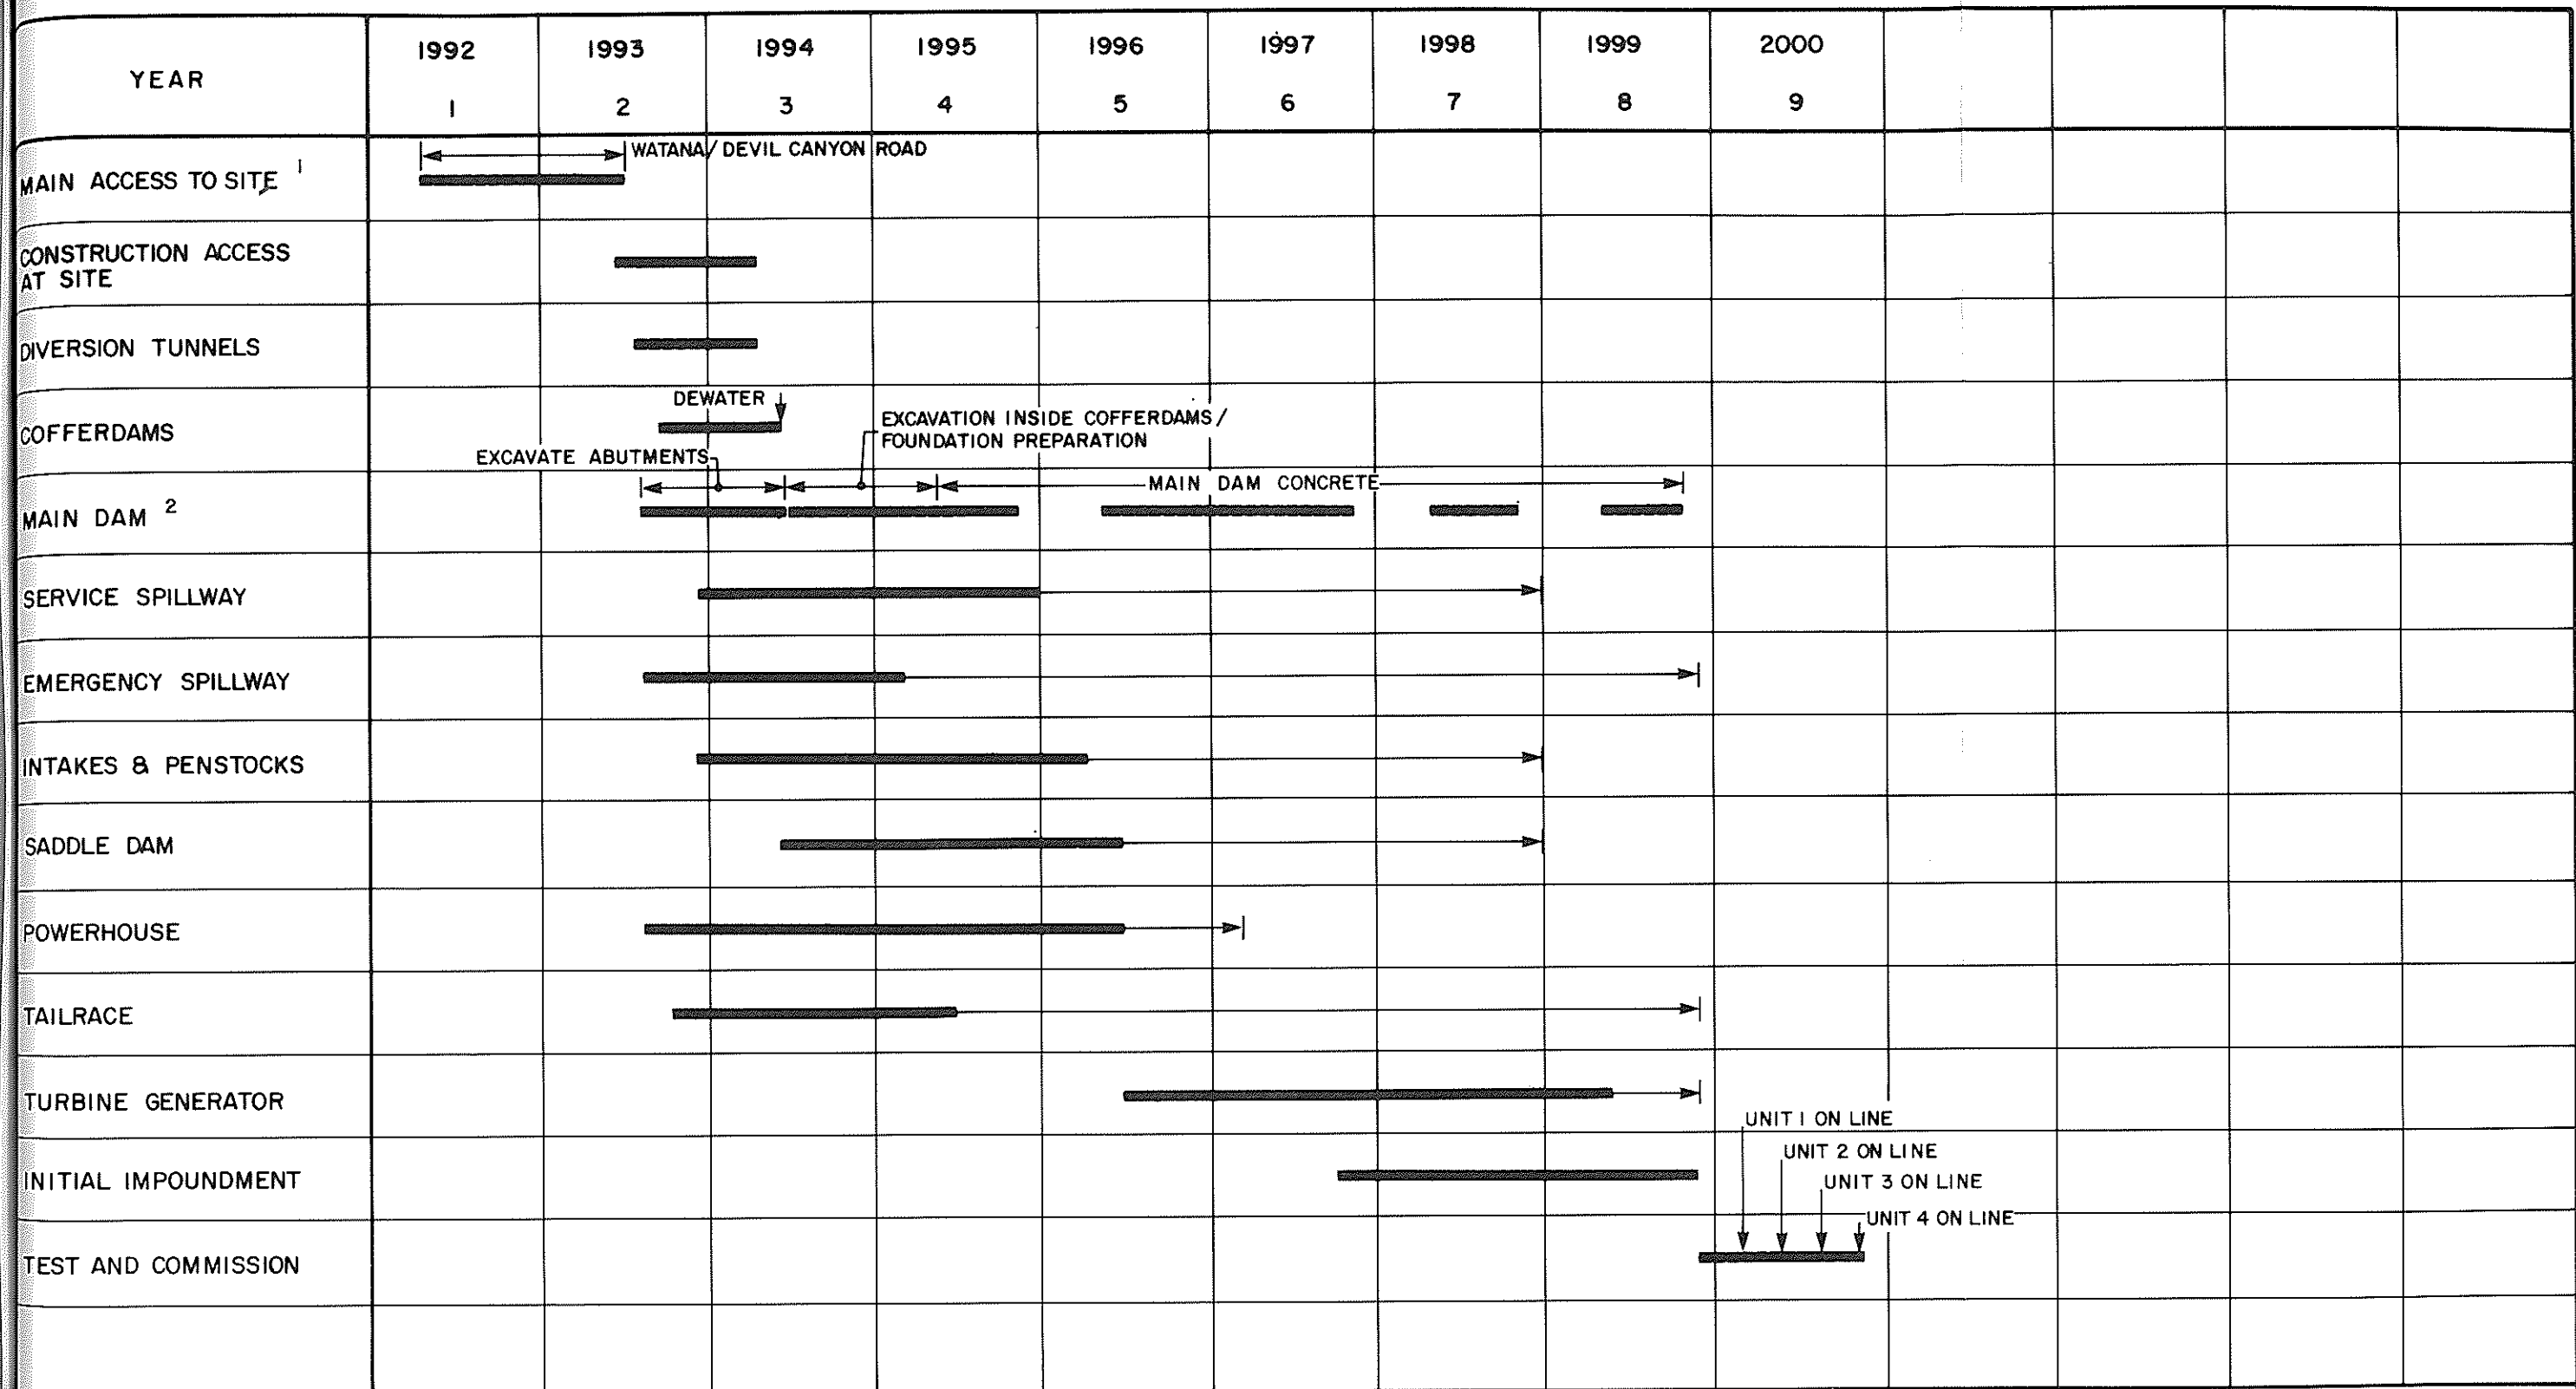 YEAR
1992 1993 1994 1995 1996 1997 1998 1999 2000
1 2 3 4 5 6 7 8 9
MAIN ACCESS TO SITE 1
WATANA/ DEVIL CANYON ROAD
CONSTRUCTION ACCESS
AT SITE
DIVERSION TUNNELS
COFFERDAMS
DEWATER
EXCAVATION INSIDE COFFERDAMS/
FOUNDATION PREPARATION
EXCAVATE ABUTMENTS
MAIN DAM CONCRETE
MAIN DAM 2
SERVICE SPILLWAY
EMERGENCY SPILLWAY
INTAKES & PENSTOCKS
SADDLE DAM
POWERHOUSE
TAILRACE
TURBINE GENERATOR
UNIT 1 ON LINE
UNIT 2 ON LINE
INITIAL IMPOUNDMENT
UNIT 3 ON LINE
UNIT 4 ON LINE
TEST AND COMMISSION